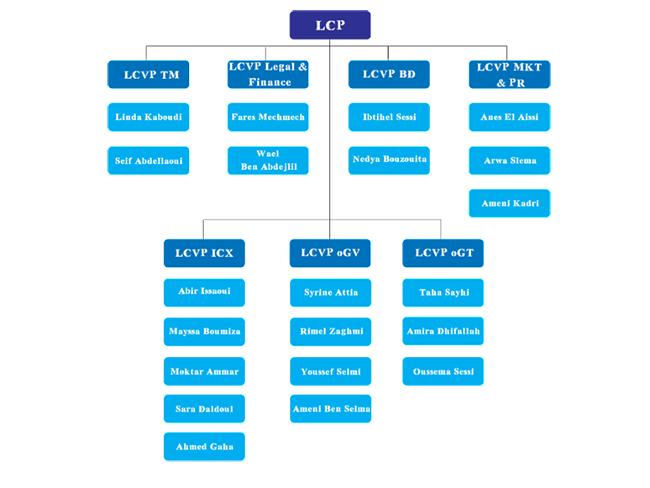 LCP
LCVP TM
Linda Kaboudi
Seif Abdellaoui
LCVP Legal &
Finance
Fares Mechmech
Wael
Ben Abdejlil
LCVP BD
Ibtihel Sessi
Nedya Bouzouita
LCVP MKT
& PR
Anes El Aissi
Arwa Slema
Ameni Kadri
LCVP ICX
Abir Issaoui
Mayssa Boumiza
Moktar Ammar
Sara Daldoul
Ahmed Gaha
LCVP oGV
Syrine Attia
Rimel Zaghmi
Youssef Selmi
Ameni Ben Selma
LCVP oGT
Taha Sayhi
Amira Dhifallah
Oussema Sessi